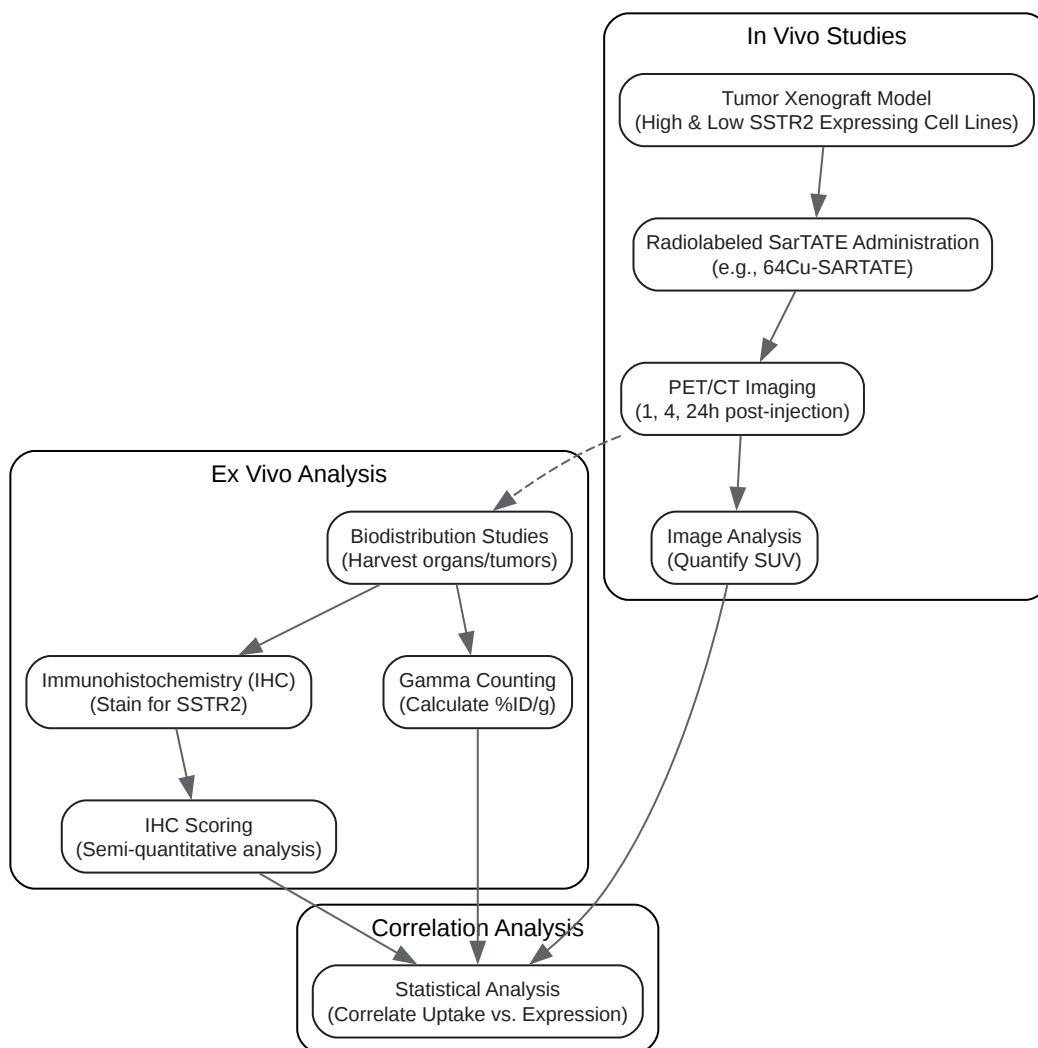 In Vivo Studies
Tumor Xenograft Model
(High & Low SSTR2 Expressing Cell Lines)
Radiolabeled SarTATE Administration
(e.g., 64Cu-SARTATE)
PET/CT Imaging
(1, 4, 24h post-injection)
Image Analysis
(Quantify SUV)
Ex Vivo Analysis
Biodistribution Studies
(Harvest organs/tumors)
Immunohistochemistry (IHC)
(Stain for SSTR2)
Gamma Counting
(Calculate %ID/g)
IHC Scoring
(Semi-quantitative analysis)
Correlation Analysis
Statistical Analysis
(Correlate Uptake vs. Expression)